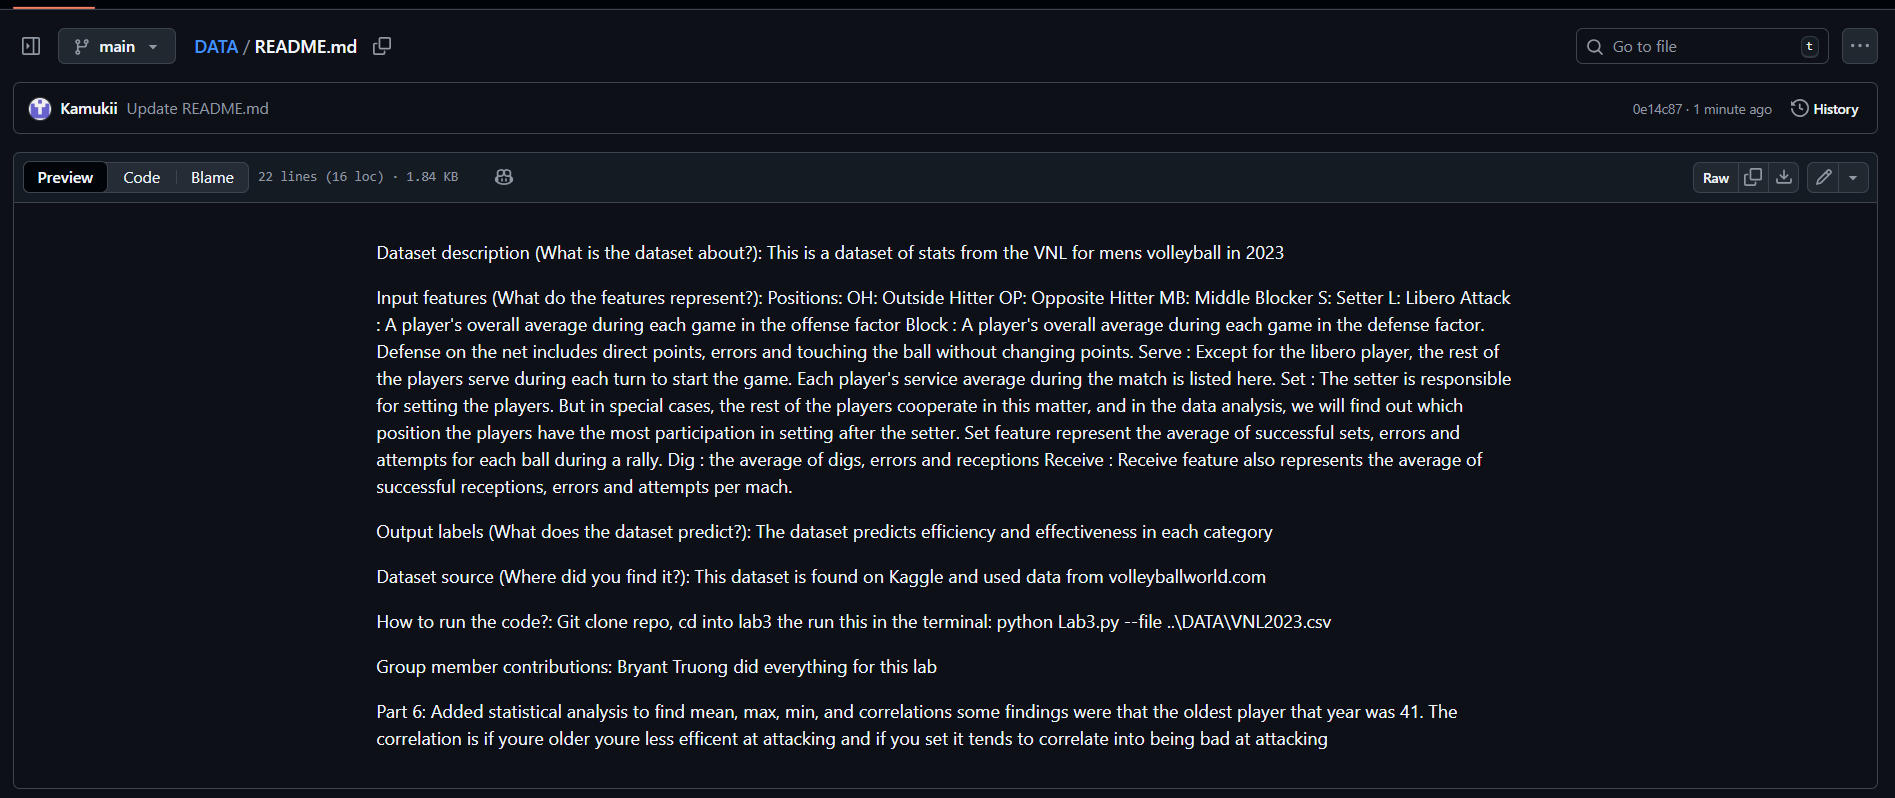 main
DATA / README.md
Go to file
t
Kamukii Update README.md
0e14c87 · 1 minute ago
History
Preview
Code
Blame
22 lines (16 loc) · 1.84 KB
Raw
Dataset description (What is the dataset about?): This is a dataset of stats from the VNL for mens volleyball in 2023
Input features (What do the features represent?): Positions: OH: Outside Hitter OP: Opposite Hitter MB: Middle Blocker S: Setter L: Libero Attack
: A player's overall average during each game in the offense factor Block : A player's overall average during each game in the defense factor.
Defense on the net includes direct points, errors and touching the ball without changing points. Serve : Except for the libero player, the rest of
the players serve during each turn to start the game. Each player's service average during the match is listed here. Set : The setter is responsible
for setting the players. But in special cases, the rest of the players cooperate in this matter, and in the data analysis, we will find out which
position the players have the most participation in setting after the setter. Set feature represent the average of successful sets, errors and
attempts for each ball during a rally. Dig : the average of digs, errors and receptions Receive : Receive feature also represents the average of
successful receptions, errors and attempts per mach.
Output labels (What does the dataset predict?): The dataset predicts efficiency and effectiveness in each category
Dataset source (Where did you find it?): This dataset is found on Kaggle and used data from volleyballworld.com
How to run the code?: Git clone repo, cd into lab3 the run this in the terminal: python Lab3.py --file ..\DATA\VNL2023.csv
Group member contributions: Bryant Truong did everything for this lab
Part 6: Added statistical analysis to find mean, max, min, and correlations some findings were that the oldest player that year was 41. The
correlation is if youre older youre less efficent at attacking and if you set it tends to correlate into being bad at attacking